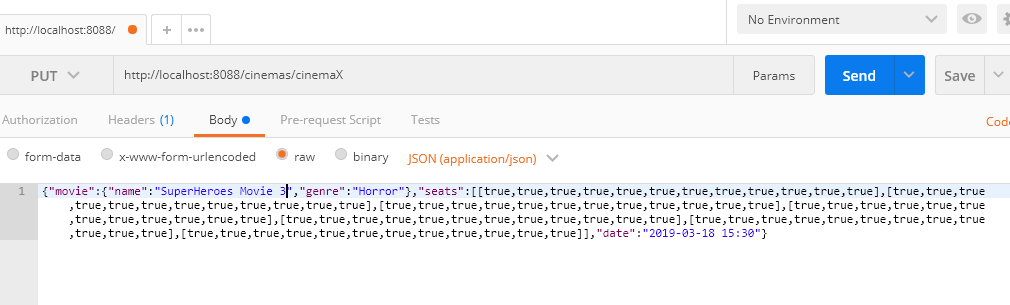 http://localhost:8088/
+
•••
No Environment
PUT
http://localhost:8088/cinemas/cinemaX
Params
Send
Save
Authorization
Headers (1)
Body
Pre-request Script
Tests
Code
form-data
x-www-form-urlencoded
raw
binary
JSON (application/json)
1
{"movie":{"name":"SuperHeroes Movie 3","genre":"Horror"},"seats":[[true,true,true,true,true,true,true,true,true,true,true,true],[true,true,true
,true,true,true,true,true,true,true,true,true],[true,true,true,true,true,true,true,true,true,true,true,true],[true,true,true,true,true,true
,true,true,true,true,true,true],[true,true,true,true,true,true,true,true,true,true,true,true],[true,true,true,true,true,true,true,true,true
,true,true,true],[true,true,true,true,true,true,true,true,true,true,true,true]],"date":"2019-03-18 15:30"}